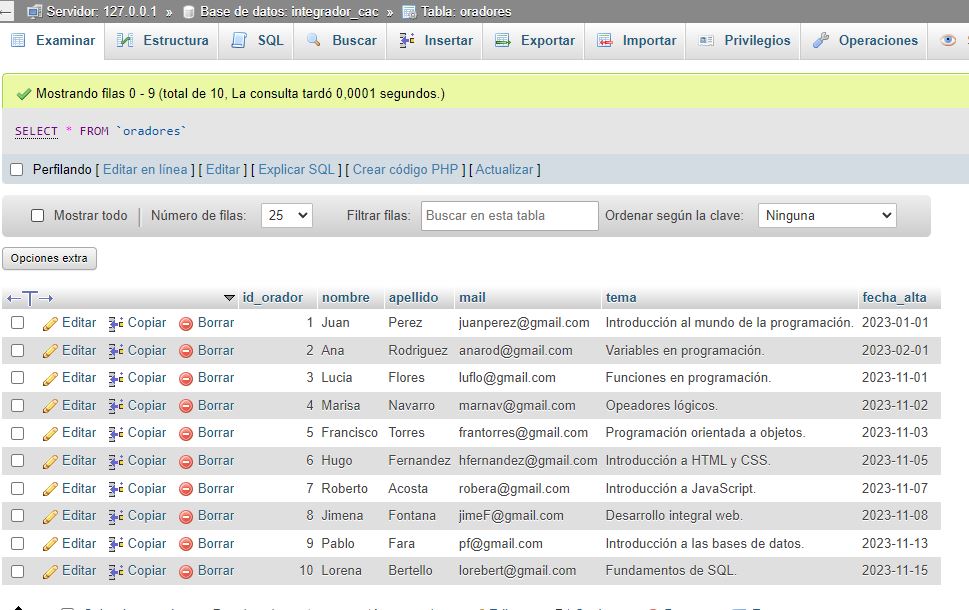 Servidor: 127.0.0.1 » Base de datos: integrador_cac » Tabla: oradores
Examinar Estructura SQL Buscar Insertar Exportar Importar Privilegios Operaciones
Mostrando filas 0 - 9 (total de 10, La consulta tardó 0,0001 segundos.)
SELECT * FROM `oradores`
Perfilando [ Editar en línea ] [ Editar ] [ Explicar SQL ] [ Crear código PHP ] [ Actualizar ]
Mostrar todo Número de filas: 25 Filtrar filas: Buscar en esta tabla Ordenar según la clave: Ninguna
Opciones extra
←T→ id_orador nombre apellido mail tema fecha_alta
Editar Copiar Borrar 1 Juan Perez juanperez@gmail.com Introducción al mundo de la programación. 2023-01-01
Editar Copiar Borrar 2 Ana Rodriguez anarod@gmail.com Variables en programación. 2023-02-01
Editar Copiar Borrar 3 Lucia Flores luflo@gmail.com Funciones en programación. 2023-11-01
Editar Copiar Borrar 4 Marisa Navarro marnav@gmail.com Opeadores lógicos. 2023-11-02
Editar Copiar Borrar 5 Francisco Torres frantorres@gmail.com Programación orientada a objetos. 2023-11-03
Editar Copiar Borrar 6 Hugo Fernandez hfernandez@gmail.com Introducción a HTML y CSS. 2023-11-05
Editar Copiar Borrar 7 Roberto Acosta robera@gmail.com Introducción a JavaScript. 2023-11-07
Editar Copiar Borrar 8 Jimena Fontana jimeF@gmail.com Desarrollo integral web. 2023-11-08
Editar Copiar Borrar 9 Pablo Fara pf@gmail.com Introducción a las bases de datos. 2023-11-13
Editar Copiar Borrar 10 Lorena Bertello lorebert@gmail.com Fundamentos de SQL. 2023-11-15